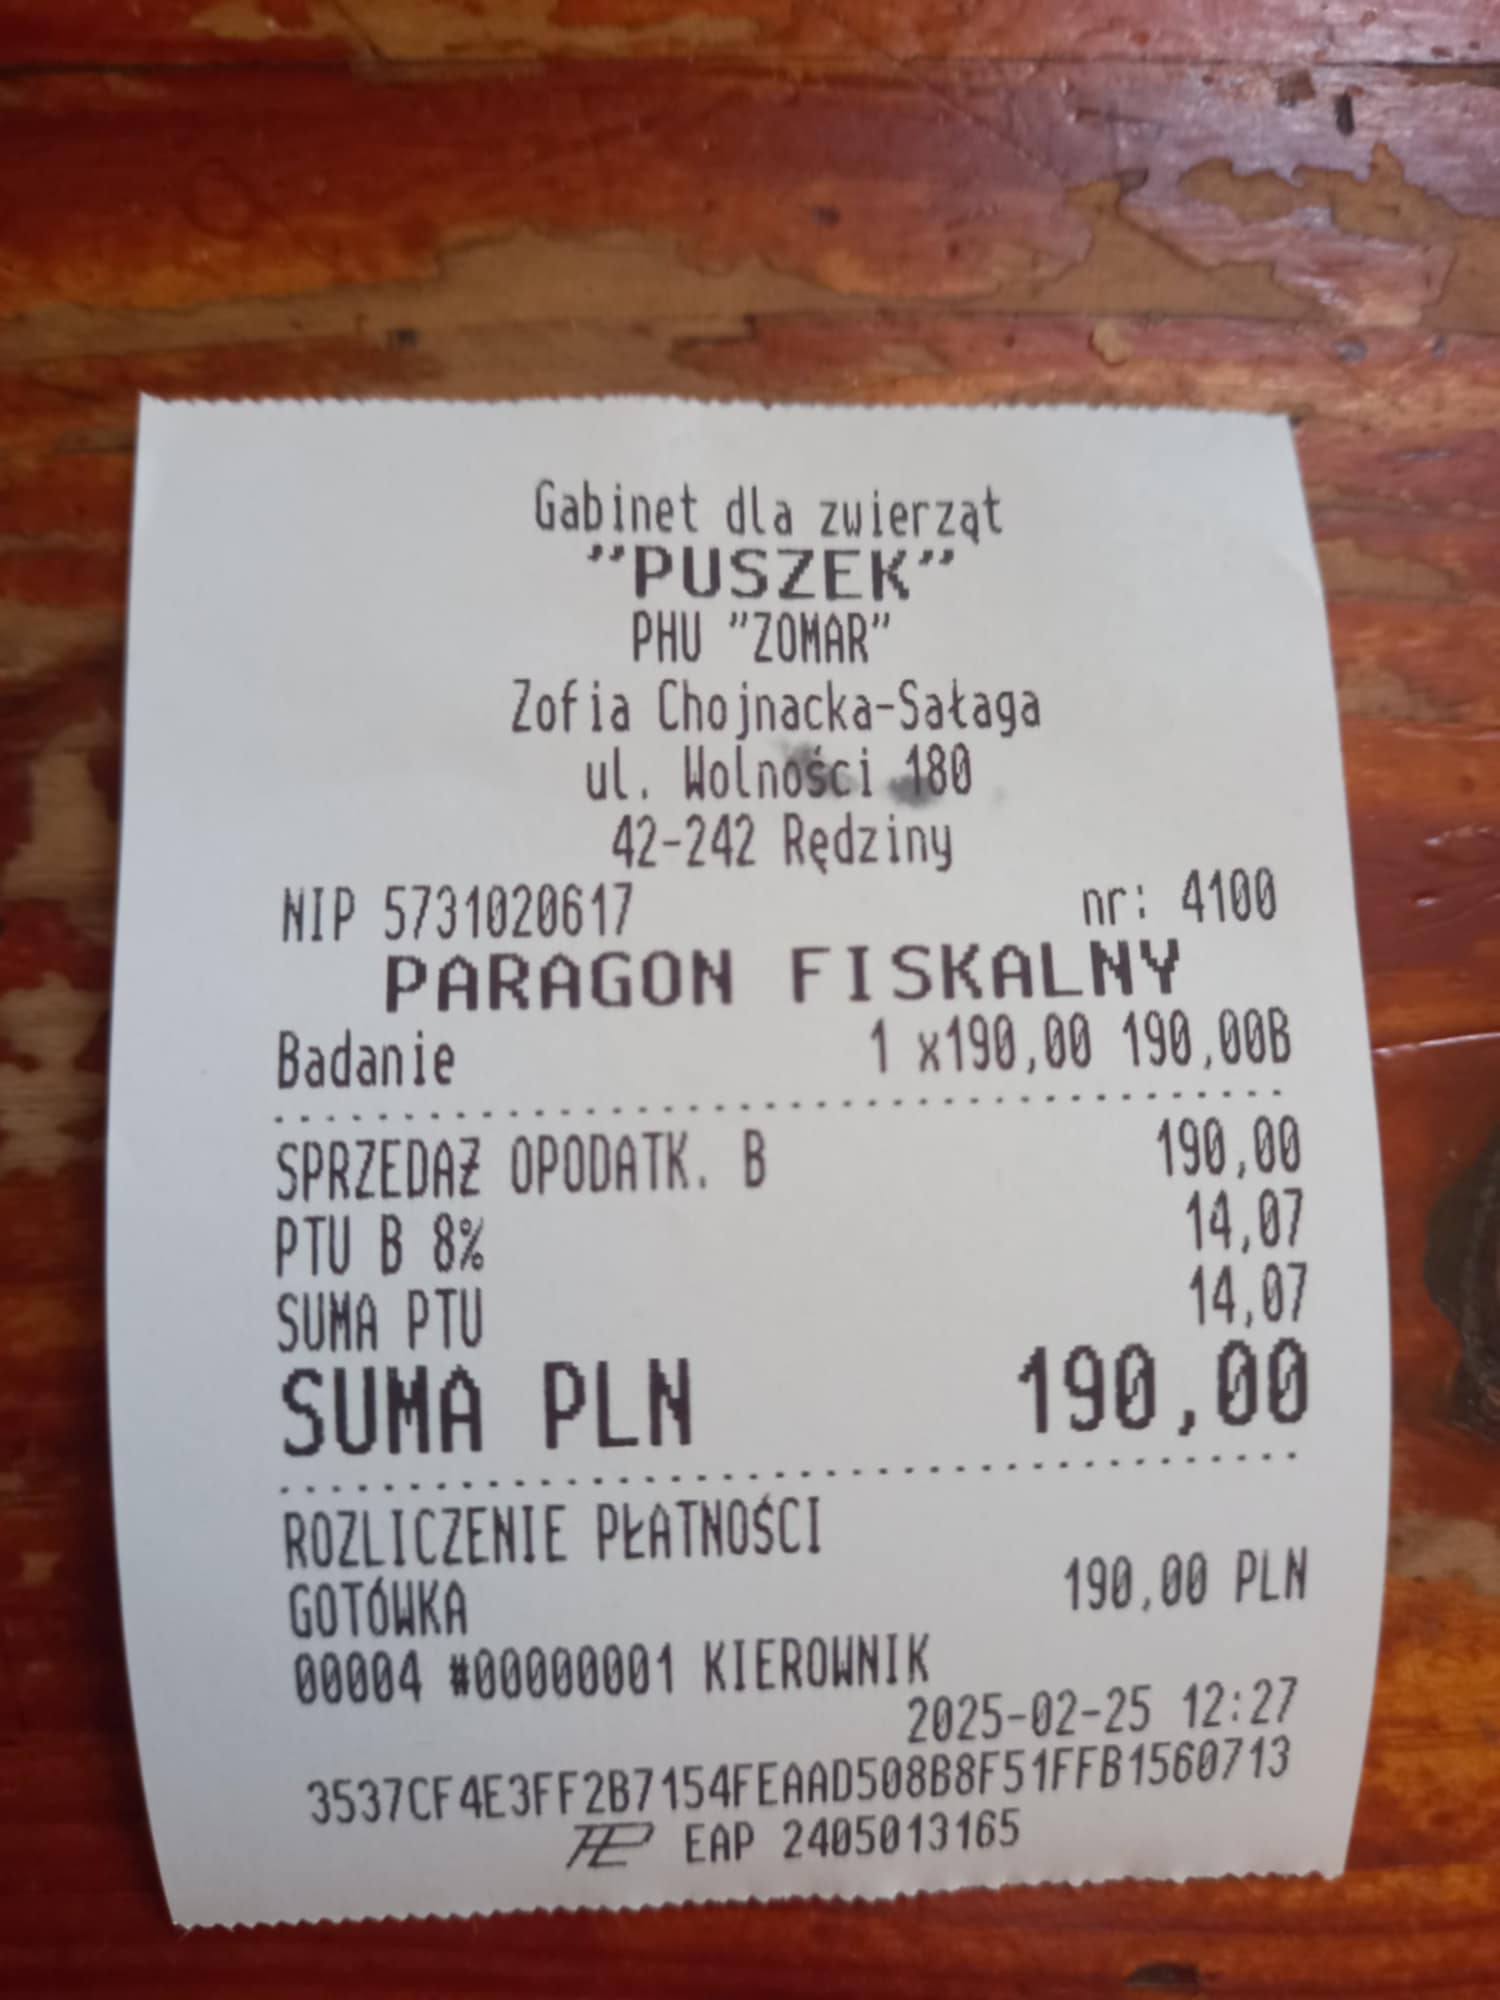 Gabinet dla zwierząt
"PUSZEK"
PHU "ZOMAR"
Zofia Chojnacka-Sałaga
ul. Wolności 180
42-242 Rędziny
NIP 5731020617 nr: 4100
PARAGON FISKALNY
Badanie 1 x190,00 190,00B
SPRZEDAŻ OPODATK. B 190,00
PTU B 8% 14,07
SUMA PTU 14,07
SUMA PLN 190,00
ROZLICZENIE PŁATNOŚCI
GOTÓWKA 190,00 PLN
00004 #00000001 KIEROWNIK
2025-02-25 12:27
3537CF4E3FF2B7154FEAAD508B8F51FFB1560713
EAP 2405013165